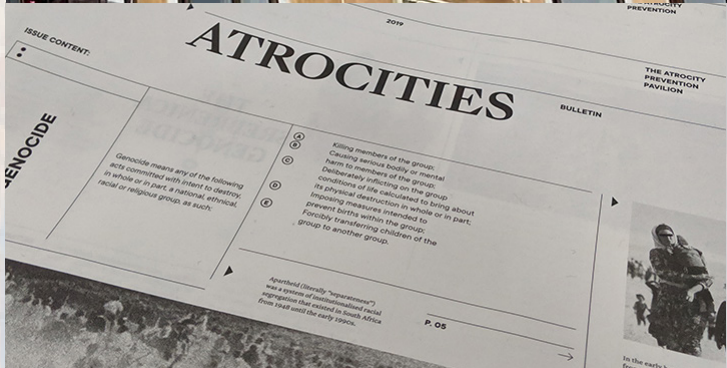 ATROCITY
PREVENTION
2019
ISSUE CONTENT:
ATROCITIES
BULLETIN
THE ATROCITY
PREVENTION
PAVILION
GENOCIDE
Genocide means any of the following
acts committed with intent to destroy,
in whole or in part, a national, ethnical,
racial or religious group, as such:
A
B
C
D
E
Killing members of the group;
Causing serious bodily or mental
harm to members of the group;
Deliberately inflicting on the group
conditions of life calculated to bring about
its physical destruction in whole or in part;
Imposing measures intended to
prevent births within the group;
Forcibly transferring children of the
group to another group.
Apartheid (literally "separateness")
was a system of institutionalised racial
segregation that existed in South Africa
from 1948 until the early 1990s.
P. 05
In the early